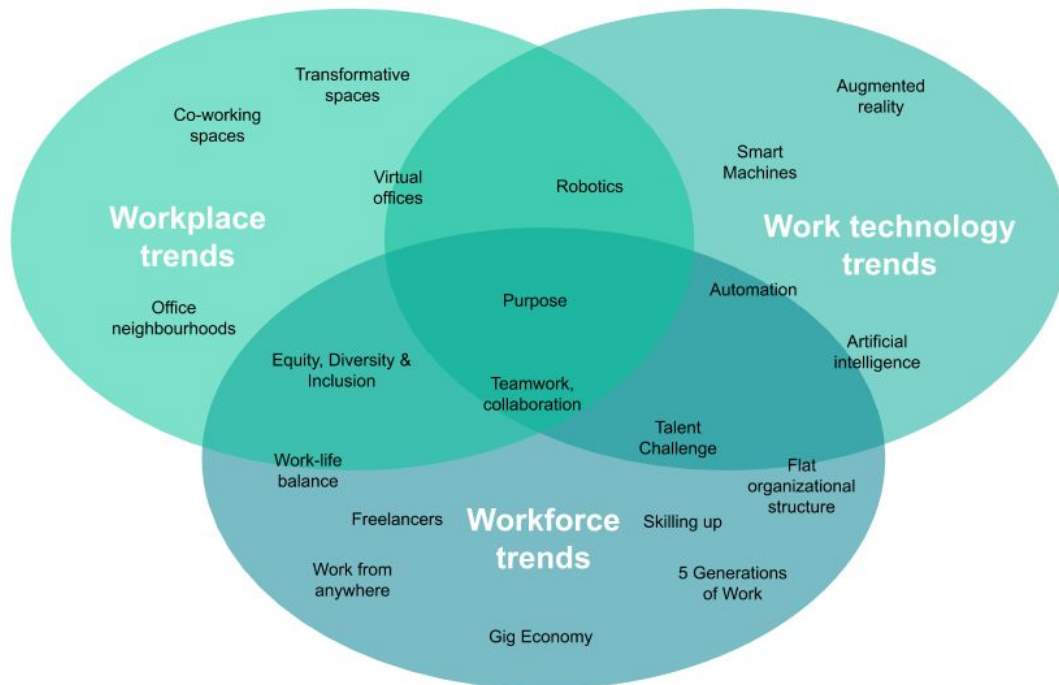 Transformative
spaces
Augmented
reality
Co-working
spaces
Smart
Machines
Virtual
offices
Robotics
Workplace
trends
Work technology
trends
Purpose
Automation
Office
neighbourhoods
Artificial
intelligence
Equity, Diversity &
Inclusion
Teamwork,
collaboration
Talent
Challenge
Work-life
balance
Flat
organizational
structure
Freelancers
Workforce
trends
Skilling up
Work from
anywhere
5 Generations
of Work
Gig Economy